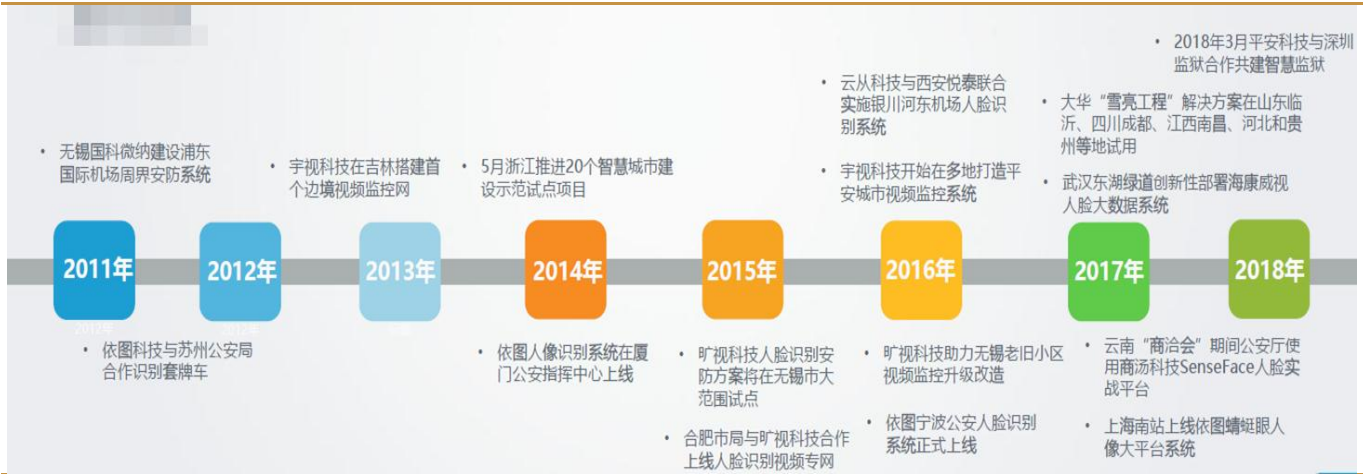 • 2018年3月平安科技与深圳
监狱合作共建智慧监狱
• 云从科技与西安悦泰联合
实施银川河东机场人脸识
别系统
• 大华“雪亮工程”解决方案在山东临
沂、四川成都、江西南昌、河北和贵
州等地试用
• 无锡国科微纳建设浦东
国际机场周界安防系统
• 宇视科技在吉林搭建首
个边境视频监控网
• 5月浙江推进20个智慧城市建
设示范试点项目
• 宇视科技开始在多地打造平
安城市视频监控系统
• 武汉东湖绿道创新性部署海康威视
人脸大数据系统
2011年
2012年
2013年
2014年
2015年
2016年
2017年
2018年
2012年
2012年
• 依图科技与苏州公安局
合作识别套牌车
• 依图人像识别系统在厦
门公安指挥中心上线
• 旷视科技人脸识别安
防方案将在无锡市大
范围试点
• 合肥市局与旷视科技合作
上线人脸识别视频专网
• 旷视科技助力无锡老旧小区
视频监控升级改造
• 依图宁波公安人脸识别
系统正式上线
• 云南“商洽会”期间公安厅使
用商汤科技SenseFace人脸实
战平台
• 上海南站上线依图蜻蜓眼人
像大平台系统